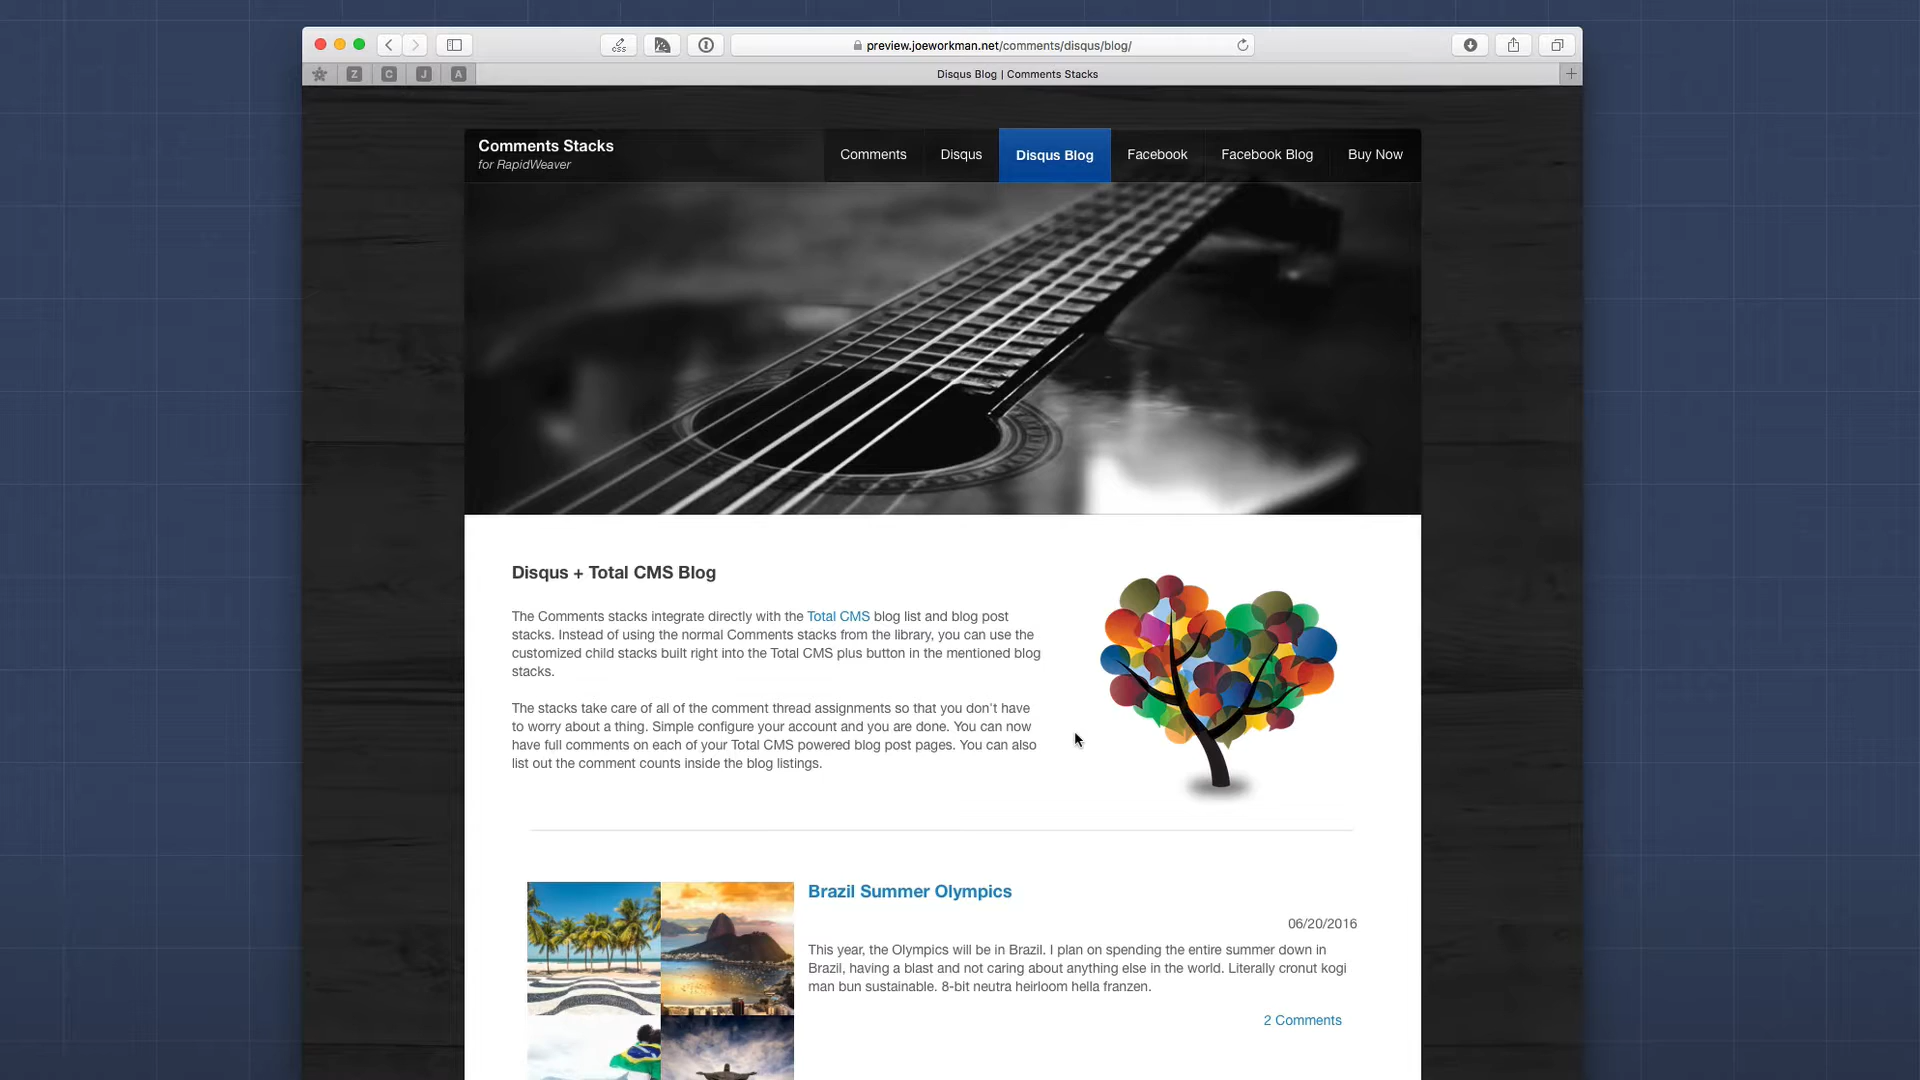 css
preview.joeworkman.net/comments/disqus/blog/
Z
C
J
A
Disqus Blog | Comments Stacks
Comments Stacks
for RapidWeaver
Comments
Disqus
Disqus Blog
Facebook
Facebook Blog
Buy Now
Disqus + Total CMS Blog
The Comments stacks integrate directly with the Total CMS blog list and blog post
stacks. Instead of using the normal Comments stacks from the library, you can use the
customized child stacks built right into the Total CMS plus button in the mentioned blog
stacks.
The stacks take care of all of the comment thread assignments so that you don't have
to worry about a thing. Simple configure your account and you are done. You can now
have full comments on each of your Total CMS powered blog post pages. You can also
list out the comment counts inside the blog listings.
Brazil Summer Olympics
06/20/2016
This year, the Olympics will be in Brazil. I plan on spending the entire summer down in
Brazil, having a blast and not caring about anything else in the world. Literally cronut kogi
man bun sustainable. 8-bit neutra heirloom hella franzen.
2 Comments